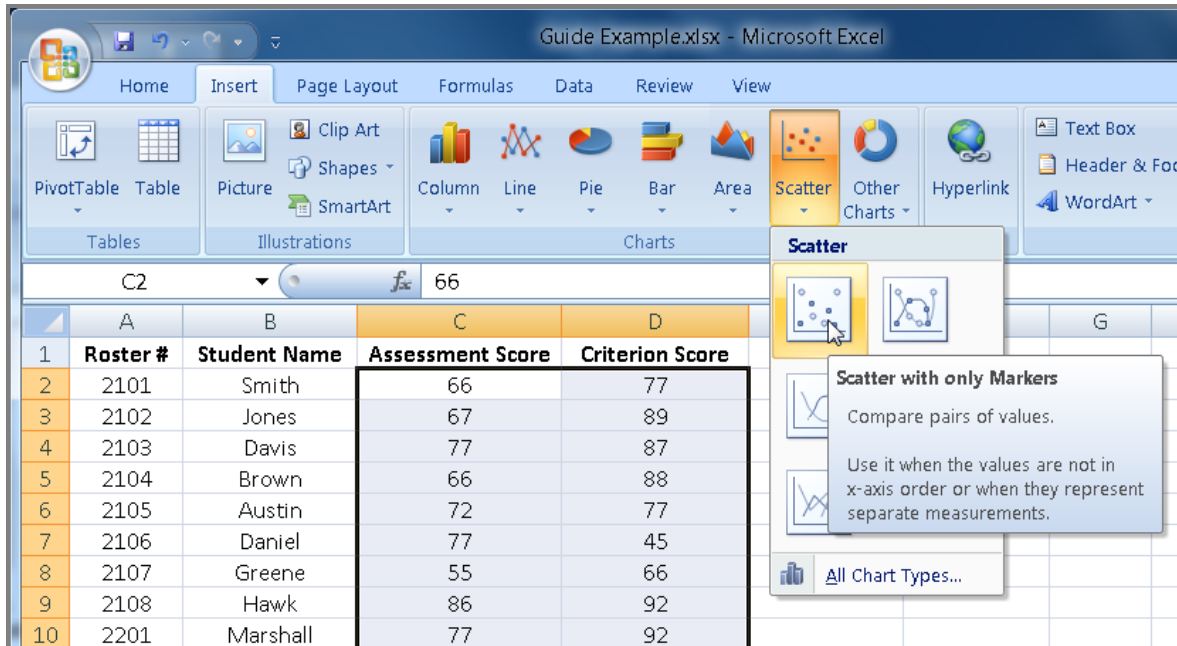 Guide Example.xlsx - Microsoft Excel
Home Insert Page Layout Formulas Data Review View
PivotTable Table Picture Clip Art Shapes SmartArt Column Line Pie Bar Area Scatter Other Charts Hyperlink Text Box Header & Foo WordArt
Tables Illustrations Charts
C2 fx 66
Scatter
A B C D G
1 Roster # Student Name Assessment Score Criterion Score
2 2101 Smith 66 77
3 2102 Jones 67 89
4 2103 Davis 77 87
5 2104 Brown 66 88
6 2105 Austin 72 77
7 2106 Daniel 77 45
8 2107 Greene 55 66
9 2108 Hawk 86 92
10 2201 Marshall 77 92
Scatter with only Markers
Compare pairs of values.
Use it when the values are not in
x-axis order or when they represent
separate measurements.
All Chart Types...